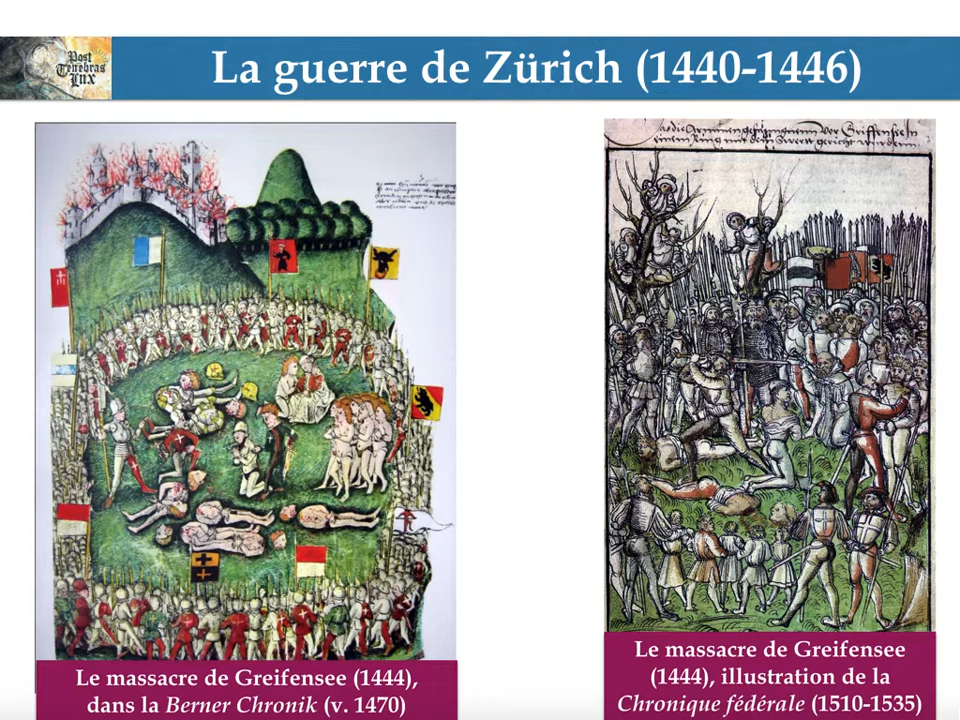 Post
Tenebras
Lux
La guerre de Zürich (1440-1446)
Le massacre de Greifensee (1444),
dans la Berner Chronik (v. 1470)
Le massacre de Greifensee
(1444), illustration de la
Chronique fédérale (1510-1535)